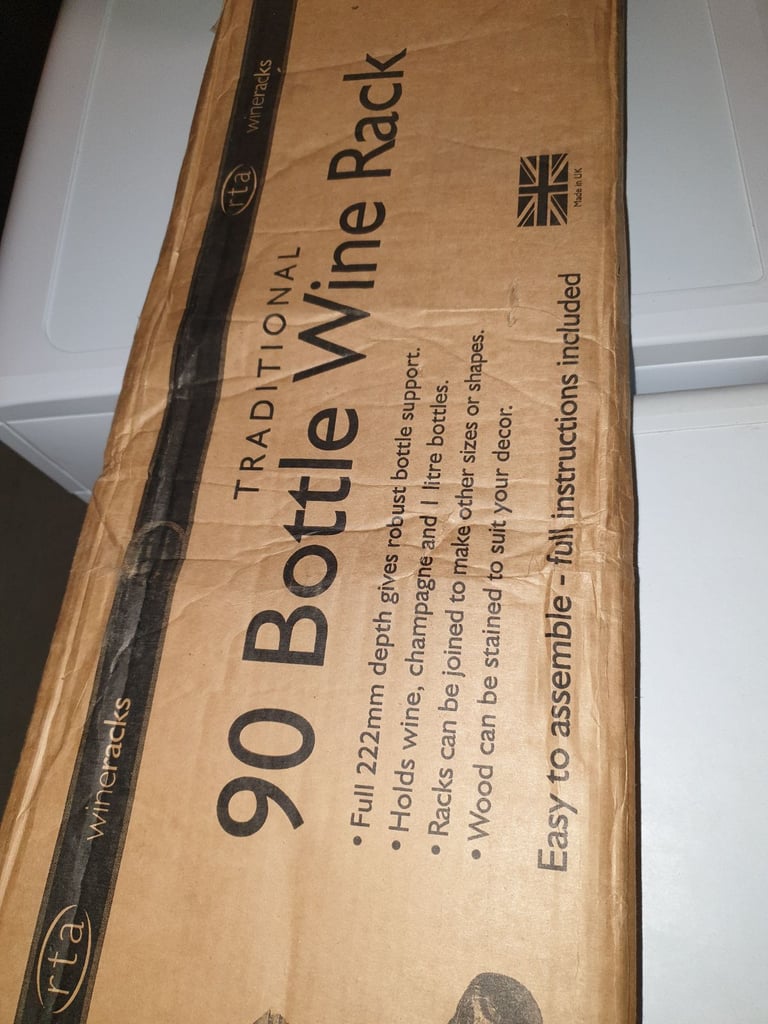 rta wineracks
rta wineracks
TRADITIONAL
90 Bottle Wine Rack
• Full 222mm depth gives robust bottle support.
• Holds wine, champagne and 1 litre bottles.
• Racks can be joined to make other sizes or shapes.
• Wood can be stained to suit your decor.
Easy to assemble - full instructions included
Made in UK